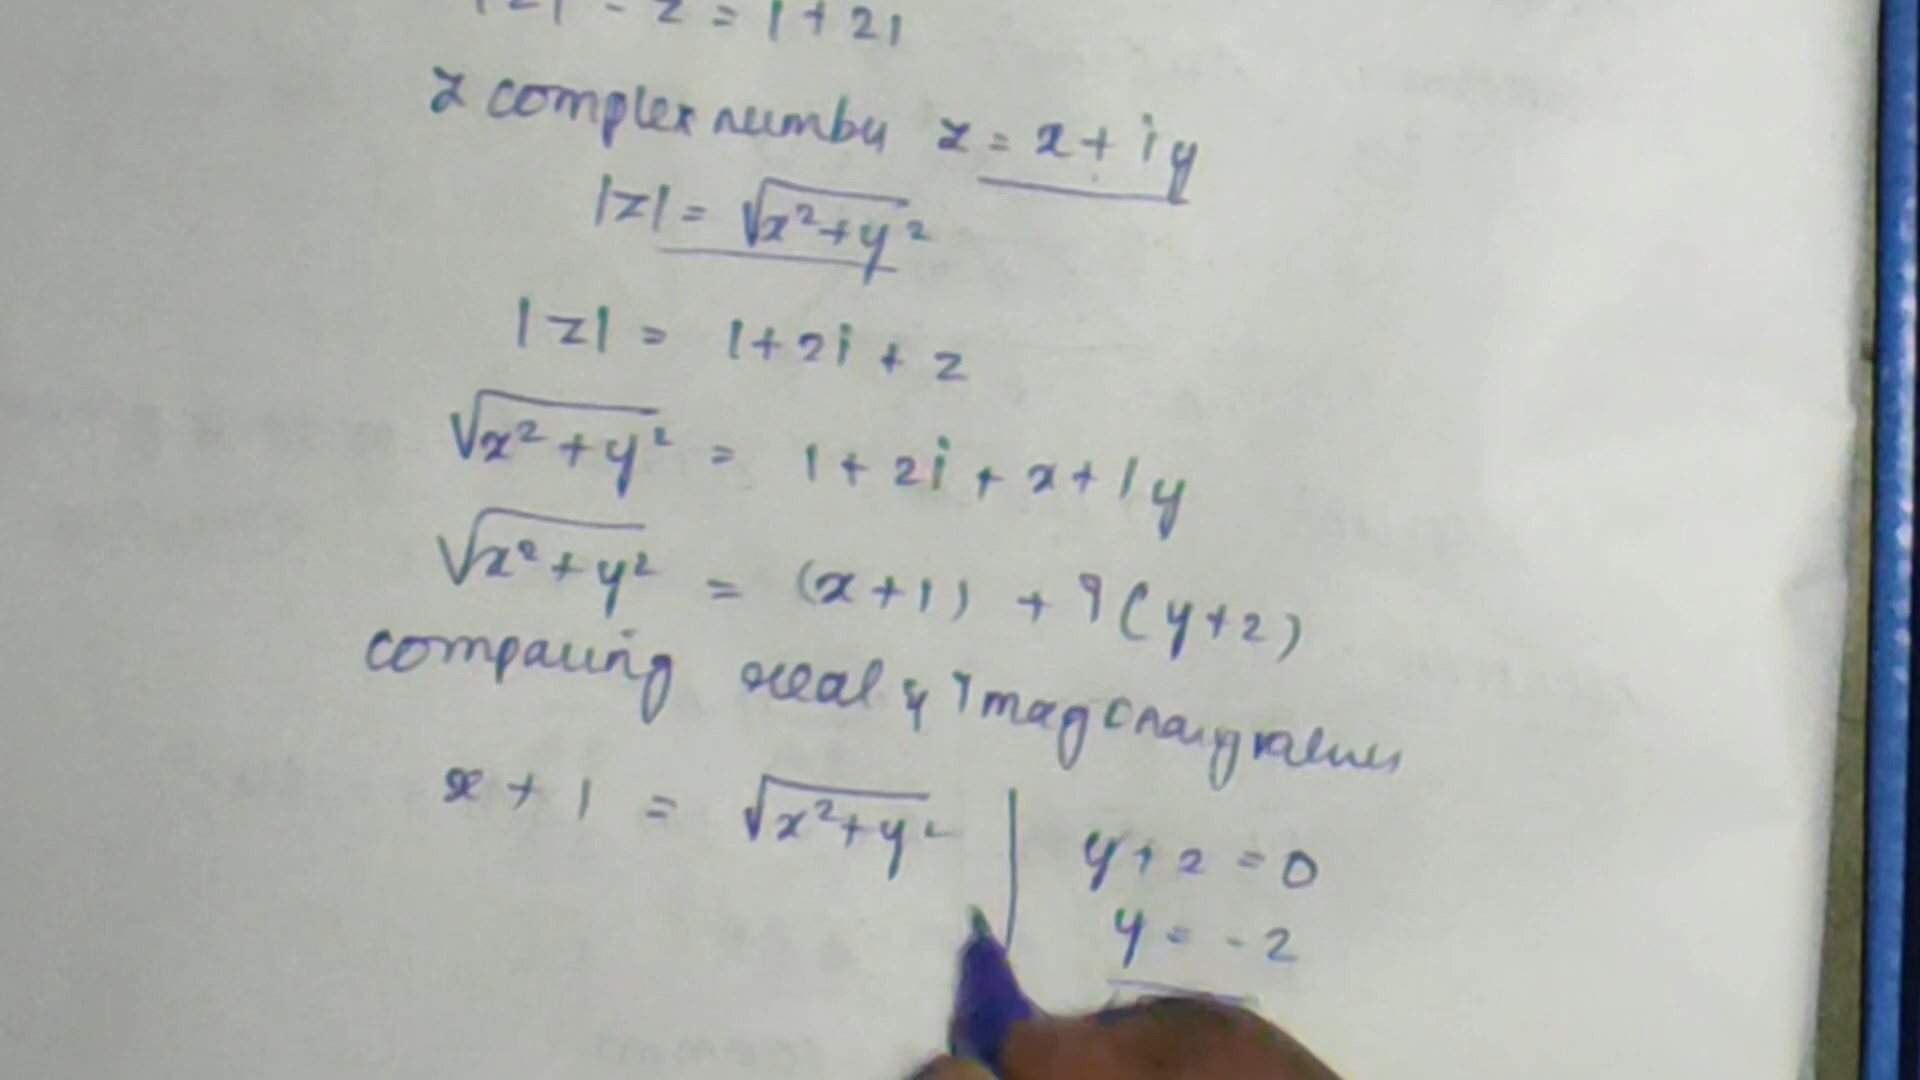 |z| - z = 1 + 2i
z complex number z = x + iy
|z| = √x²+y²
|z| = 1 + 2i + z
√x² + y² = 1 + 2i + x + iy
√x² + y² = (x+1) + i(y+2)
comparing real & imaginary values
x + 1 = √x²+y² | y + 2 = 0
y = -2